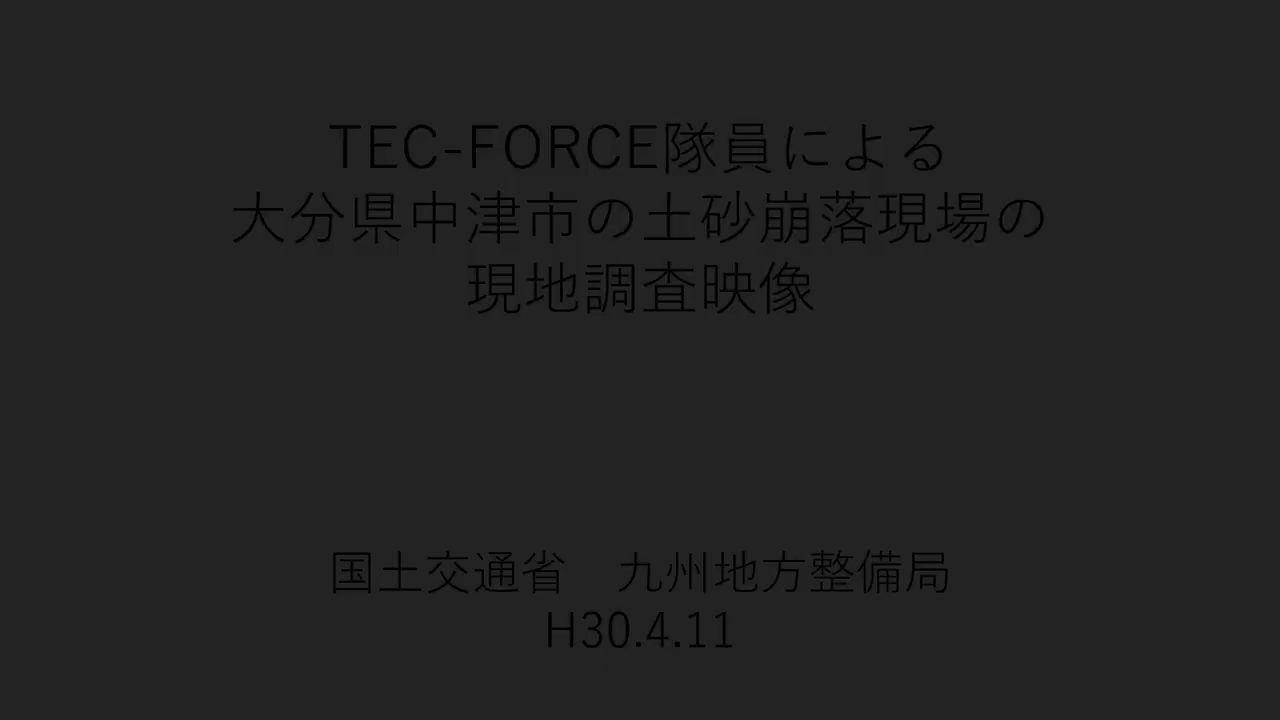 TEC-FORCE隊員による
大分県中津市の土砂崩落現場の
現地調査映像
国土交通省　九州地方整備局
H30.4.11